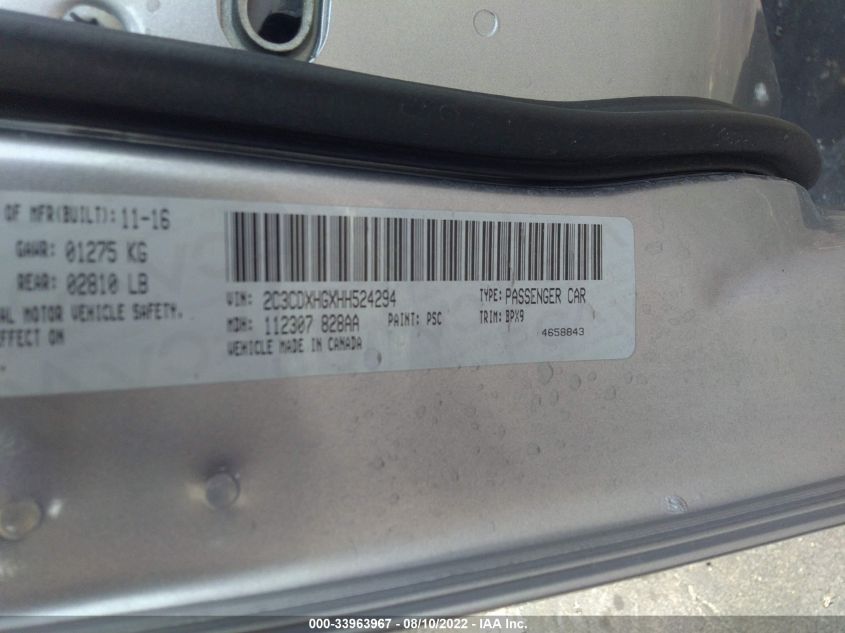 OF MFR(BUILT): 11-16
GAWR: 01275 KG
REAR: 02810 LB
AL MOTOR VEHICLE SAFETY.
EFFECT ON
VIN: 2C3CDXHGXHH524294
TYPE: PASSENGER CAR
MDH: 112307 828AA
PAINT: PSC
TRIM: BPX9
VEHICLE MADE IN CANADA
4658843
000-33963967 - 08/10/2022 - IAA Inc.